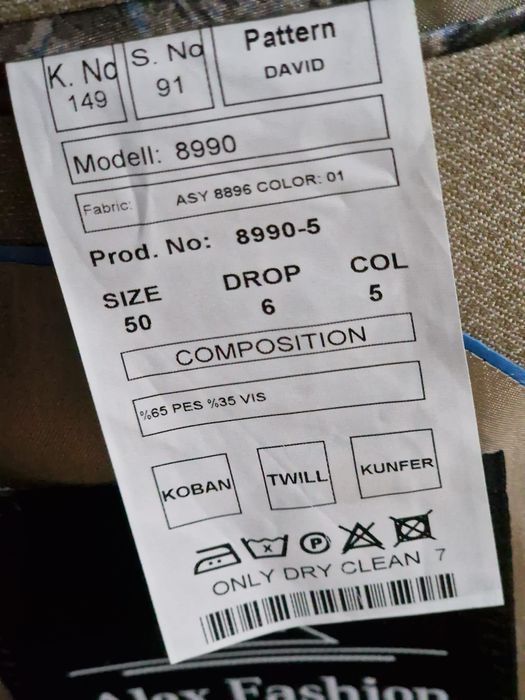 K. No
149
S. No
91
Pattern
DAVID
Modell: 8990
Fabric: ASY 8896 COLOR: 01
Prod. No: 8990-5
SIZE DROP COL
50 6 5
COMPOSITION
%65 PES %35 VIS
KOBAN TWILL KUNFER
P
ONLY DRY CLEAN 7
Alex Fashion